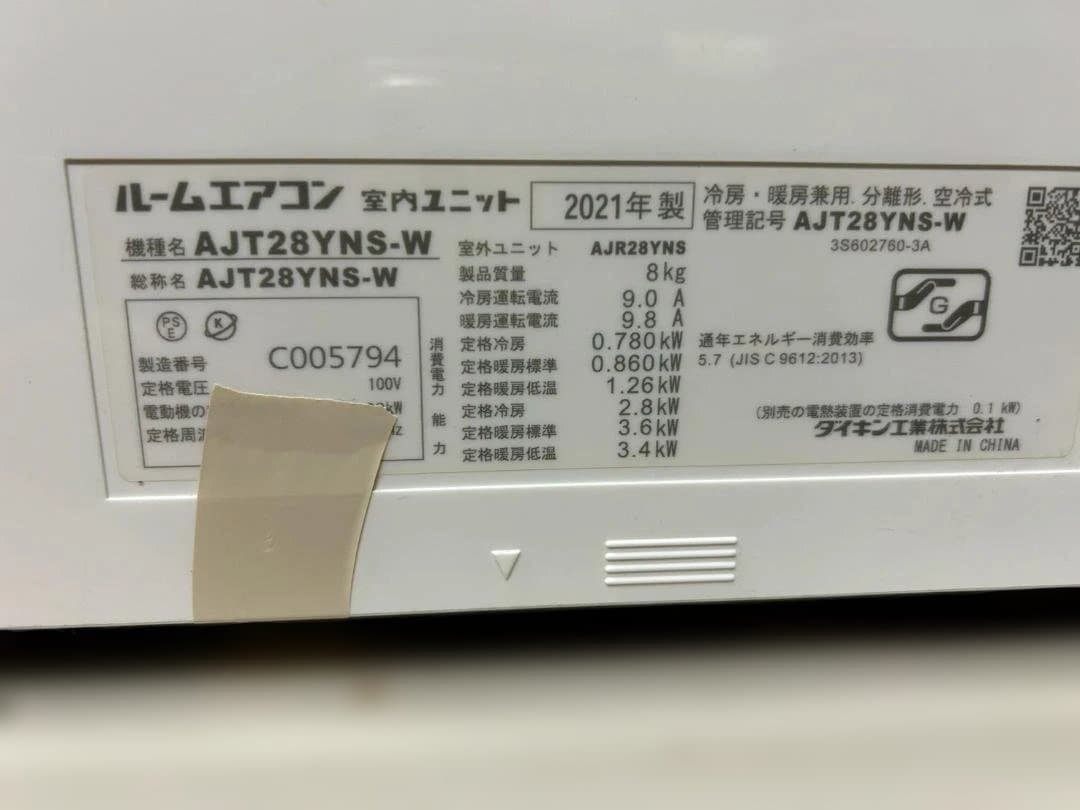 ルームエアコン 室内ユニット 2021年 製
冷房・暖房兼用. 分離形. 空冷式
機種名 AJT28YNS-W
総称名 AJT28YNS-W
管理記号 AJT28YNS-W
3S602760-3A
PS
E
K
製造番号 C005794
定格電圧 100V
電動機の
定格周
室外ユニット AJR28YNS
製品質量 8kg
冷房運転電流 9.0 A
暖房運転電流 9.8 A
消費電力
定格冷房 0.780kW
定格暖房標準 0.860kW
定格暖房低温 1.26kW
能力
定格冷房 2.8kW
定格暖房標準 3.6kW
定格暖房低温 3.4kW
G
通年エネルギー消費効率
5.7 (JIS C 9612:2013)
(別売の電熱装置の定格消費電力 0.1 kW)
ダイキン工業株式会社
MADE IN CHINA